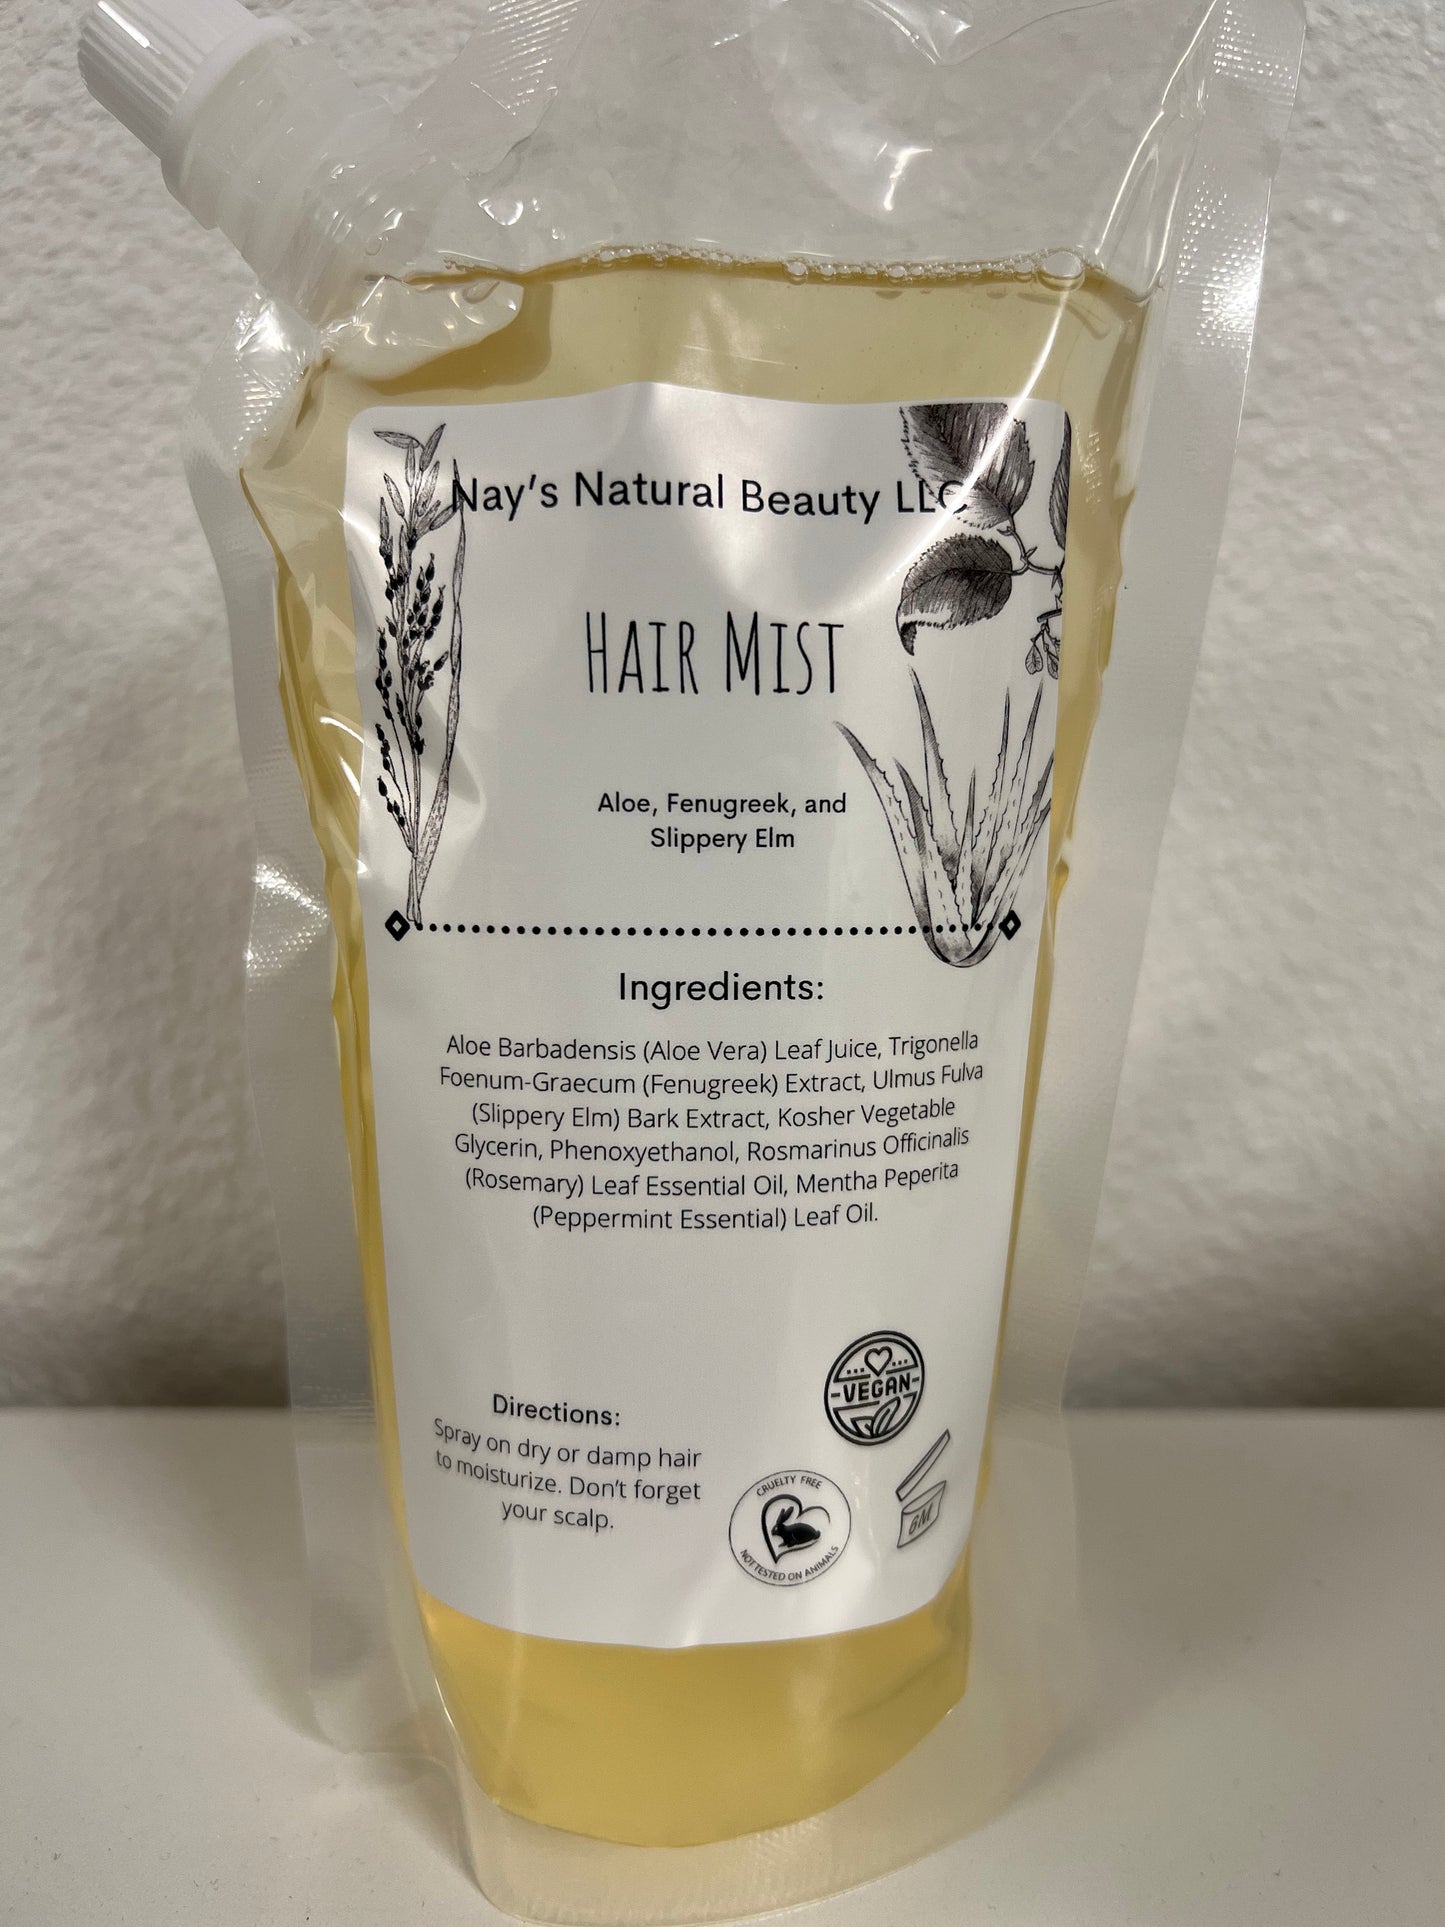 Nay's Natural Beauty LLC
HAIR MIST
Aloe, Fenugreek, and
Slippery Elm
Ingredients:
Aloe Barbadensis (Aloe Vera) Leaf Juice, Trigonella
Foenum-Graecum (Fenugreek) Extract, Ulmus Fulva
(Slippery Elm) Bark Extract, Kosher Vegetable
Glycerin, Phenoxyethanol, Rosmarinus Officinalis
(Rosemary) Leaf Essential Oil, Mentha Peperita
(Peppermint Essential) Leaf Oil.
VEGAN
Directions:
Spray on dry or damp hair
to moisturize. Don't forget
your scalp.
CRUELTY FREE
NOT TESTED ON ANIMALS
6M